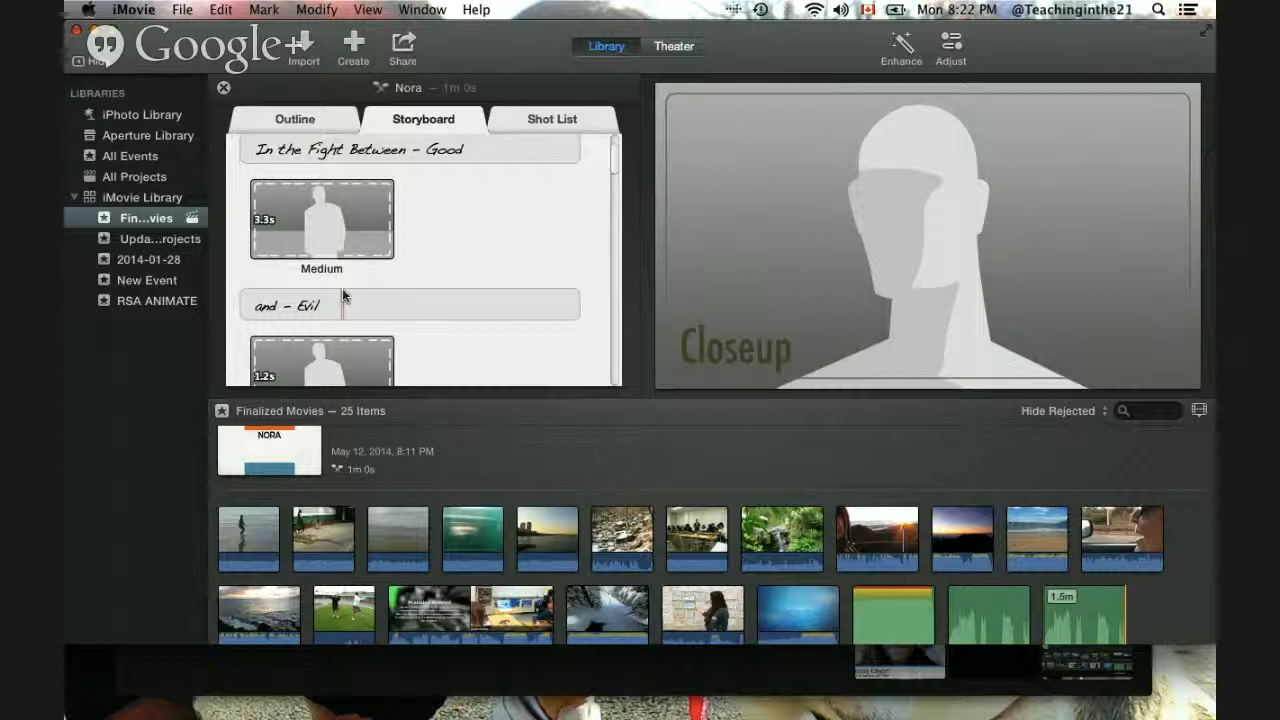 iMovie File Edit Mark Modify View Window Help Mon 8:22 PM @Teachinginthe21
Google+
Import Create Share Library Theater Enhance Adjust
LIBRARIES
iPhoto Library
Aperture Library
All Events
All Projects
iMovie Library
Fin...vies
Upda...rojects
2014-01-28
New Event
RSA ANIMATE
Nora — 1m 0s
Outline Storyboard Shot List
In the Fight Between - Good
3.3s
Medium
and - Evil
1.2s
Closeup
Finalized Movies — 25 Items Hide Rejected
NORA
May 12, 2014, 8:11 PM
1m 0s
1.5m